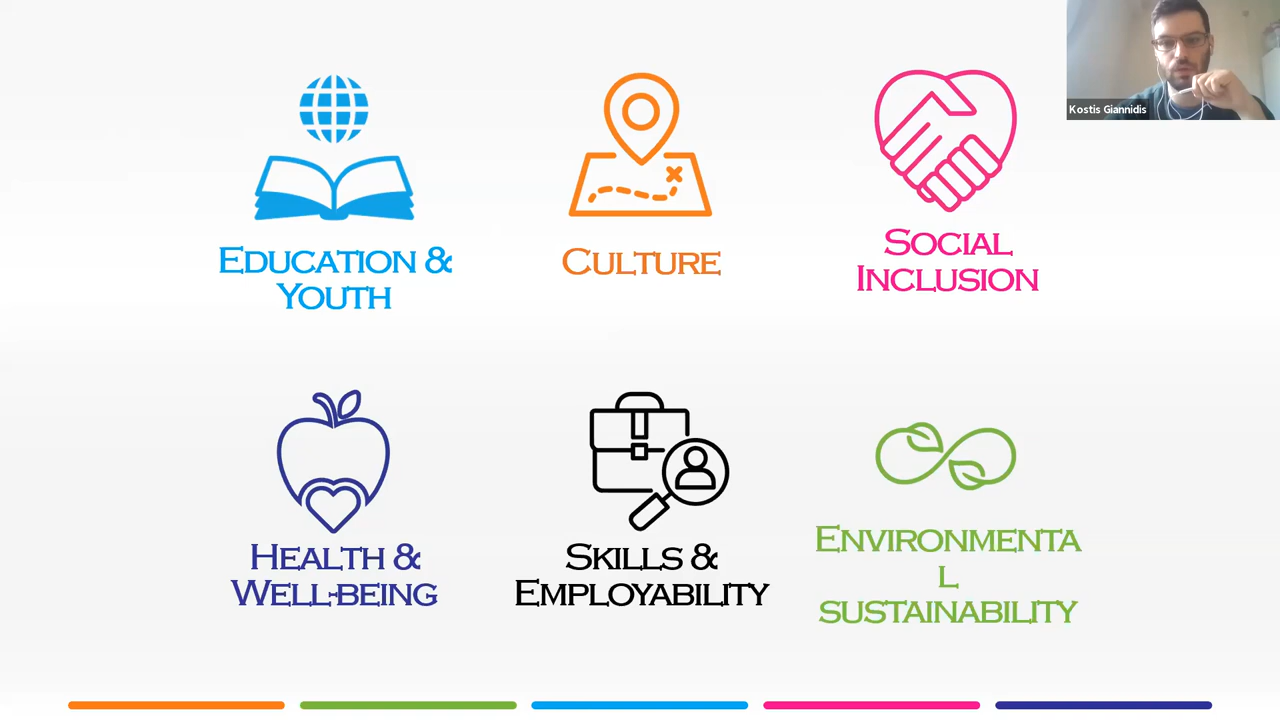 Kostis Giannidis
EDUCATION &
YOUTH
CULTURE
SOCIAL
INCLUSION
HEALTH &
WELL-BEING
SKILLS &
EMPLOYABILITY
ENVIRONMENTA
L
SUSTAINABILITY